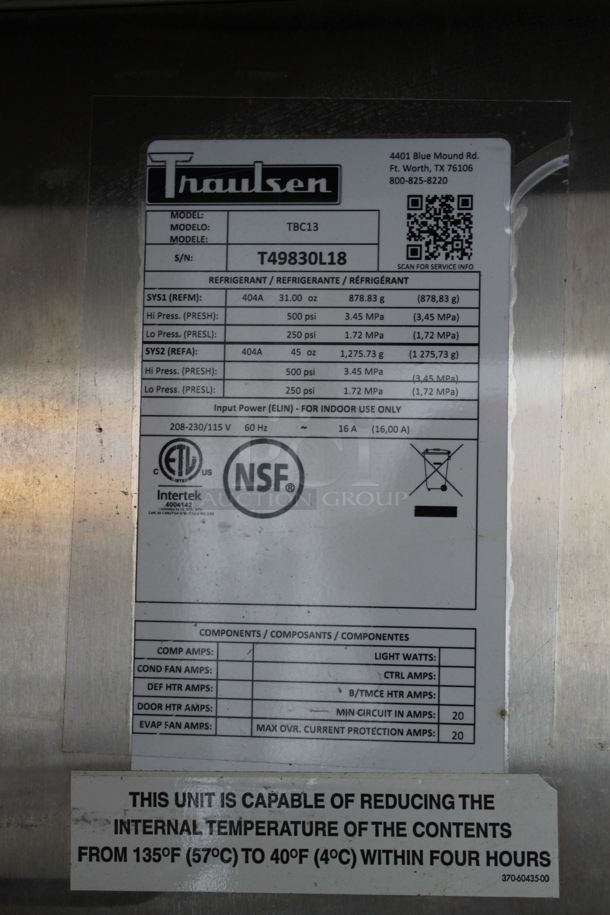 Traulsen
4401 Blue Mound Rd.
Ft. Worth, TX 76106
800-825-8220
MODEL:
MODELO:
MODELE:
TBC13
S/N:
T49830L18
SCAN FOR SERVICE INFO
REFRIGERANT / REFRIGERANTE / RÉFRIGÉRANT
SYS1 (REFM): 404A 31.00 oz 878.83 g (878,83 g)
Hi Press. (PRESH): 500 psi 3.45 MPa (3,45 MPa)
Lo Press. (PRESL): 250 psi 1.72 MPa (1,72 MPa)
SYS2 (REFA): 404A 45 oz 1,275.73 g (1 275,73 g)
Hi Press. (PRESH): 500 psi 3.45 MPa (3,45 MPa)
Lo Press. (PRESL): 250 psi 1.72 MPa (1,72 MPa)
Input Power (ELIN) - FOR INDOOR USE ONLY
208-230/115 V 60 Hz ~ 16 A (16,00 A)
C ETL US
NSF®
Intertek
4004142
AUCTION GROUP
COMPONENTS / COMPOSANTS / COMPONENTES
COMP AMPS: LIGHT WATTS:
COND FAN AMPS: CTRL AMPS:
DEF HTR AMPS: B/TMCE HTR AMPS:
DOOR HTR AMPS: MIN CIRCUIT IN AMPS: 20
EVAP FAN AMPS: MAX OVR. CURRENT PROTECTION AMPS: 20
THIS UNIT IS CAPABLE OF REDUCING THE
INTERNAL TEMPERATURE OF THE CONTENTS
FROM 135ºF (57ºC) TO 40ºF (4ºC) WITHIN FOUR HOURS
370-60435-00